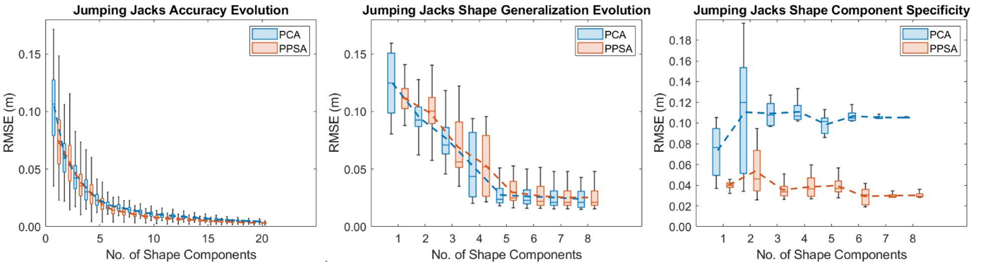 Jumping Jacks Accuracy Evolution
PCA
PPSA
0.15
0.10
0.05
0.00
RMSE (m)
0
5
10
15
20
No. of Shape Components
Jumping Jacks Shape Generalization Evolution
PCA
PPSA
0.15
0.10
0.05
0.00
RMSE (m)
1
2
3
4
5
6
7
8
No. of Shape Components
Jumping Jacks Shape Component Specificity
PCA
PPSA
0.18
0.16
0.14
0.12
0.10
0.08
0.06
0.04
0.02
0.00
RMSE (m)
1
2
3
4
5
6
7
8
No. of Shape Components